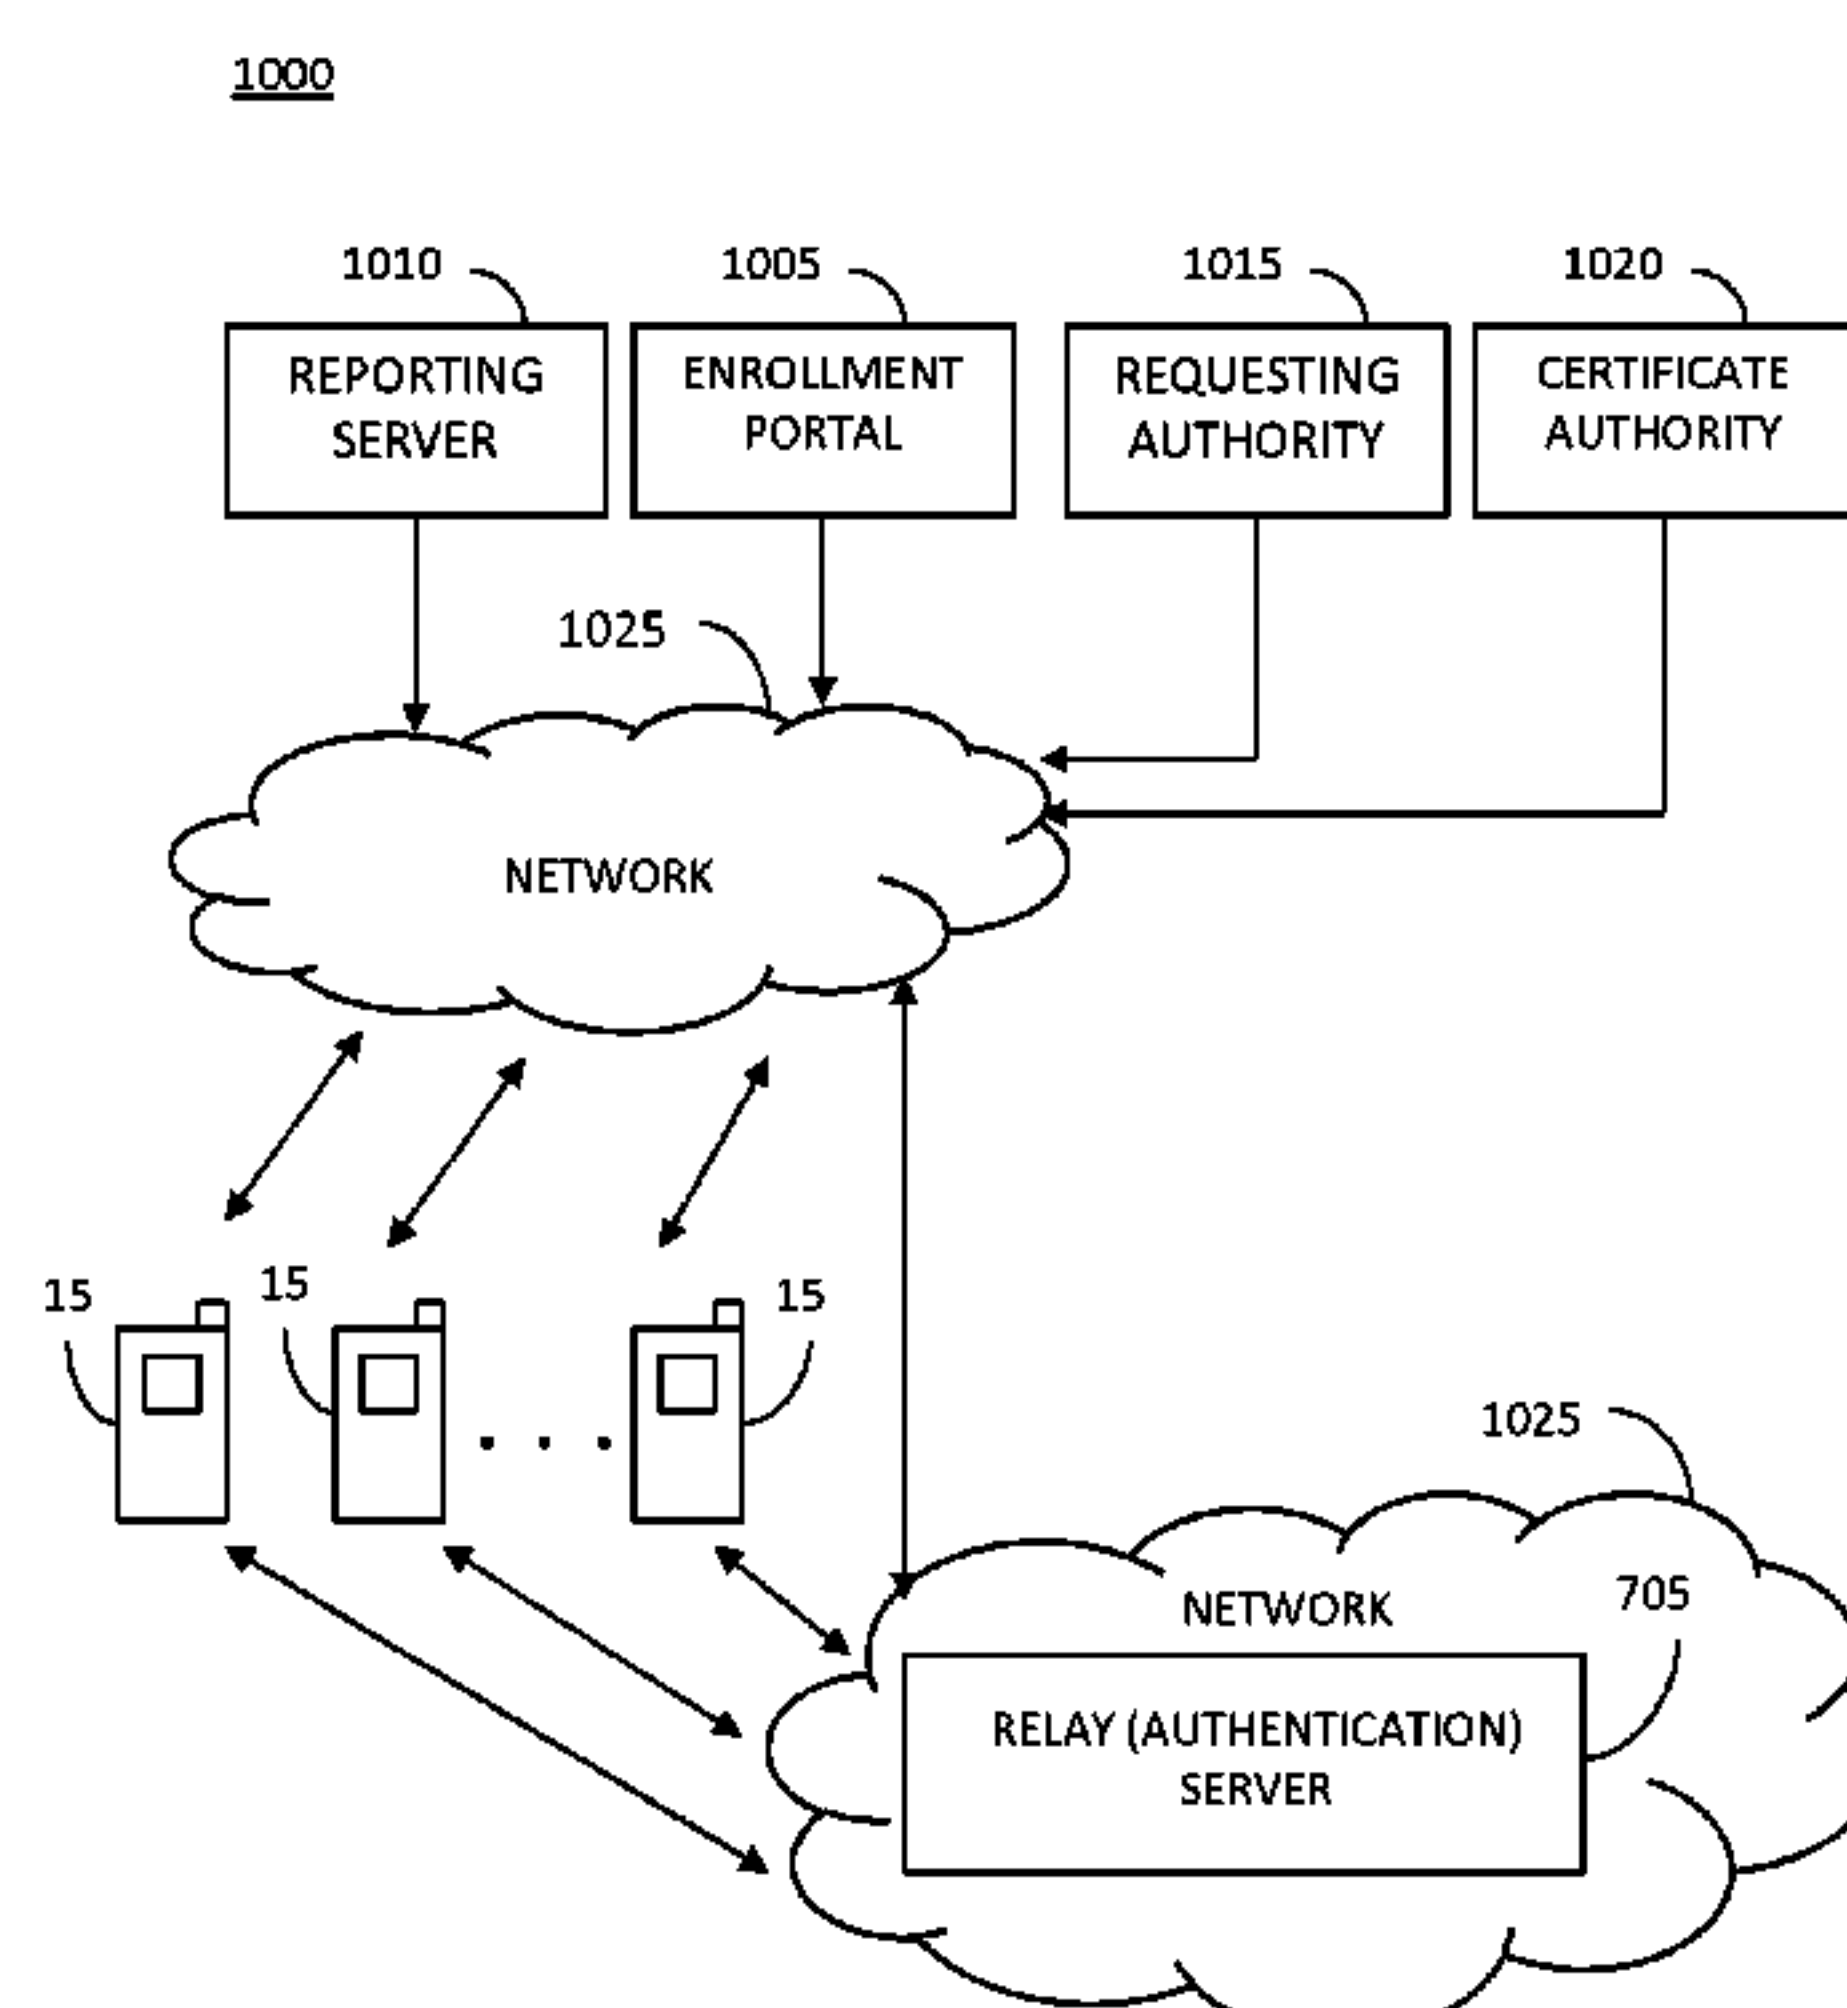 1000
1010
1005
1015
1020
REPORTING
SERVER
ENROLLMENT
PORTAL
REQUESTING
AUTHORITY
CERTIFICATE
AUTHORITY
1025
NETWORK
15
15
15
1025
NETWORK
705
RELAY (AUTHENTICATION)
SERVER